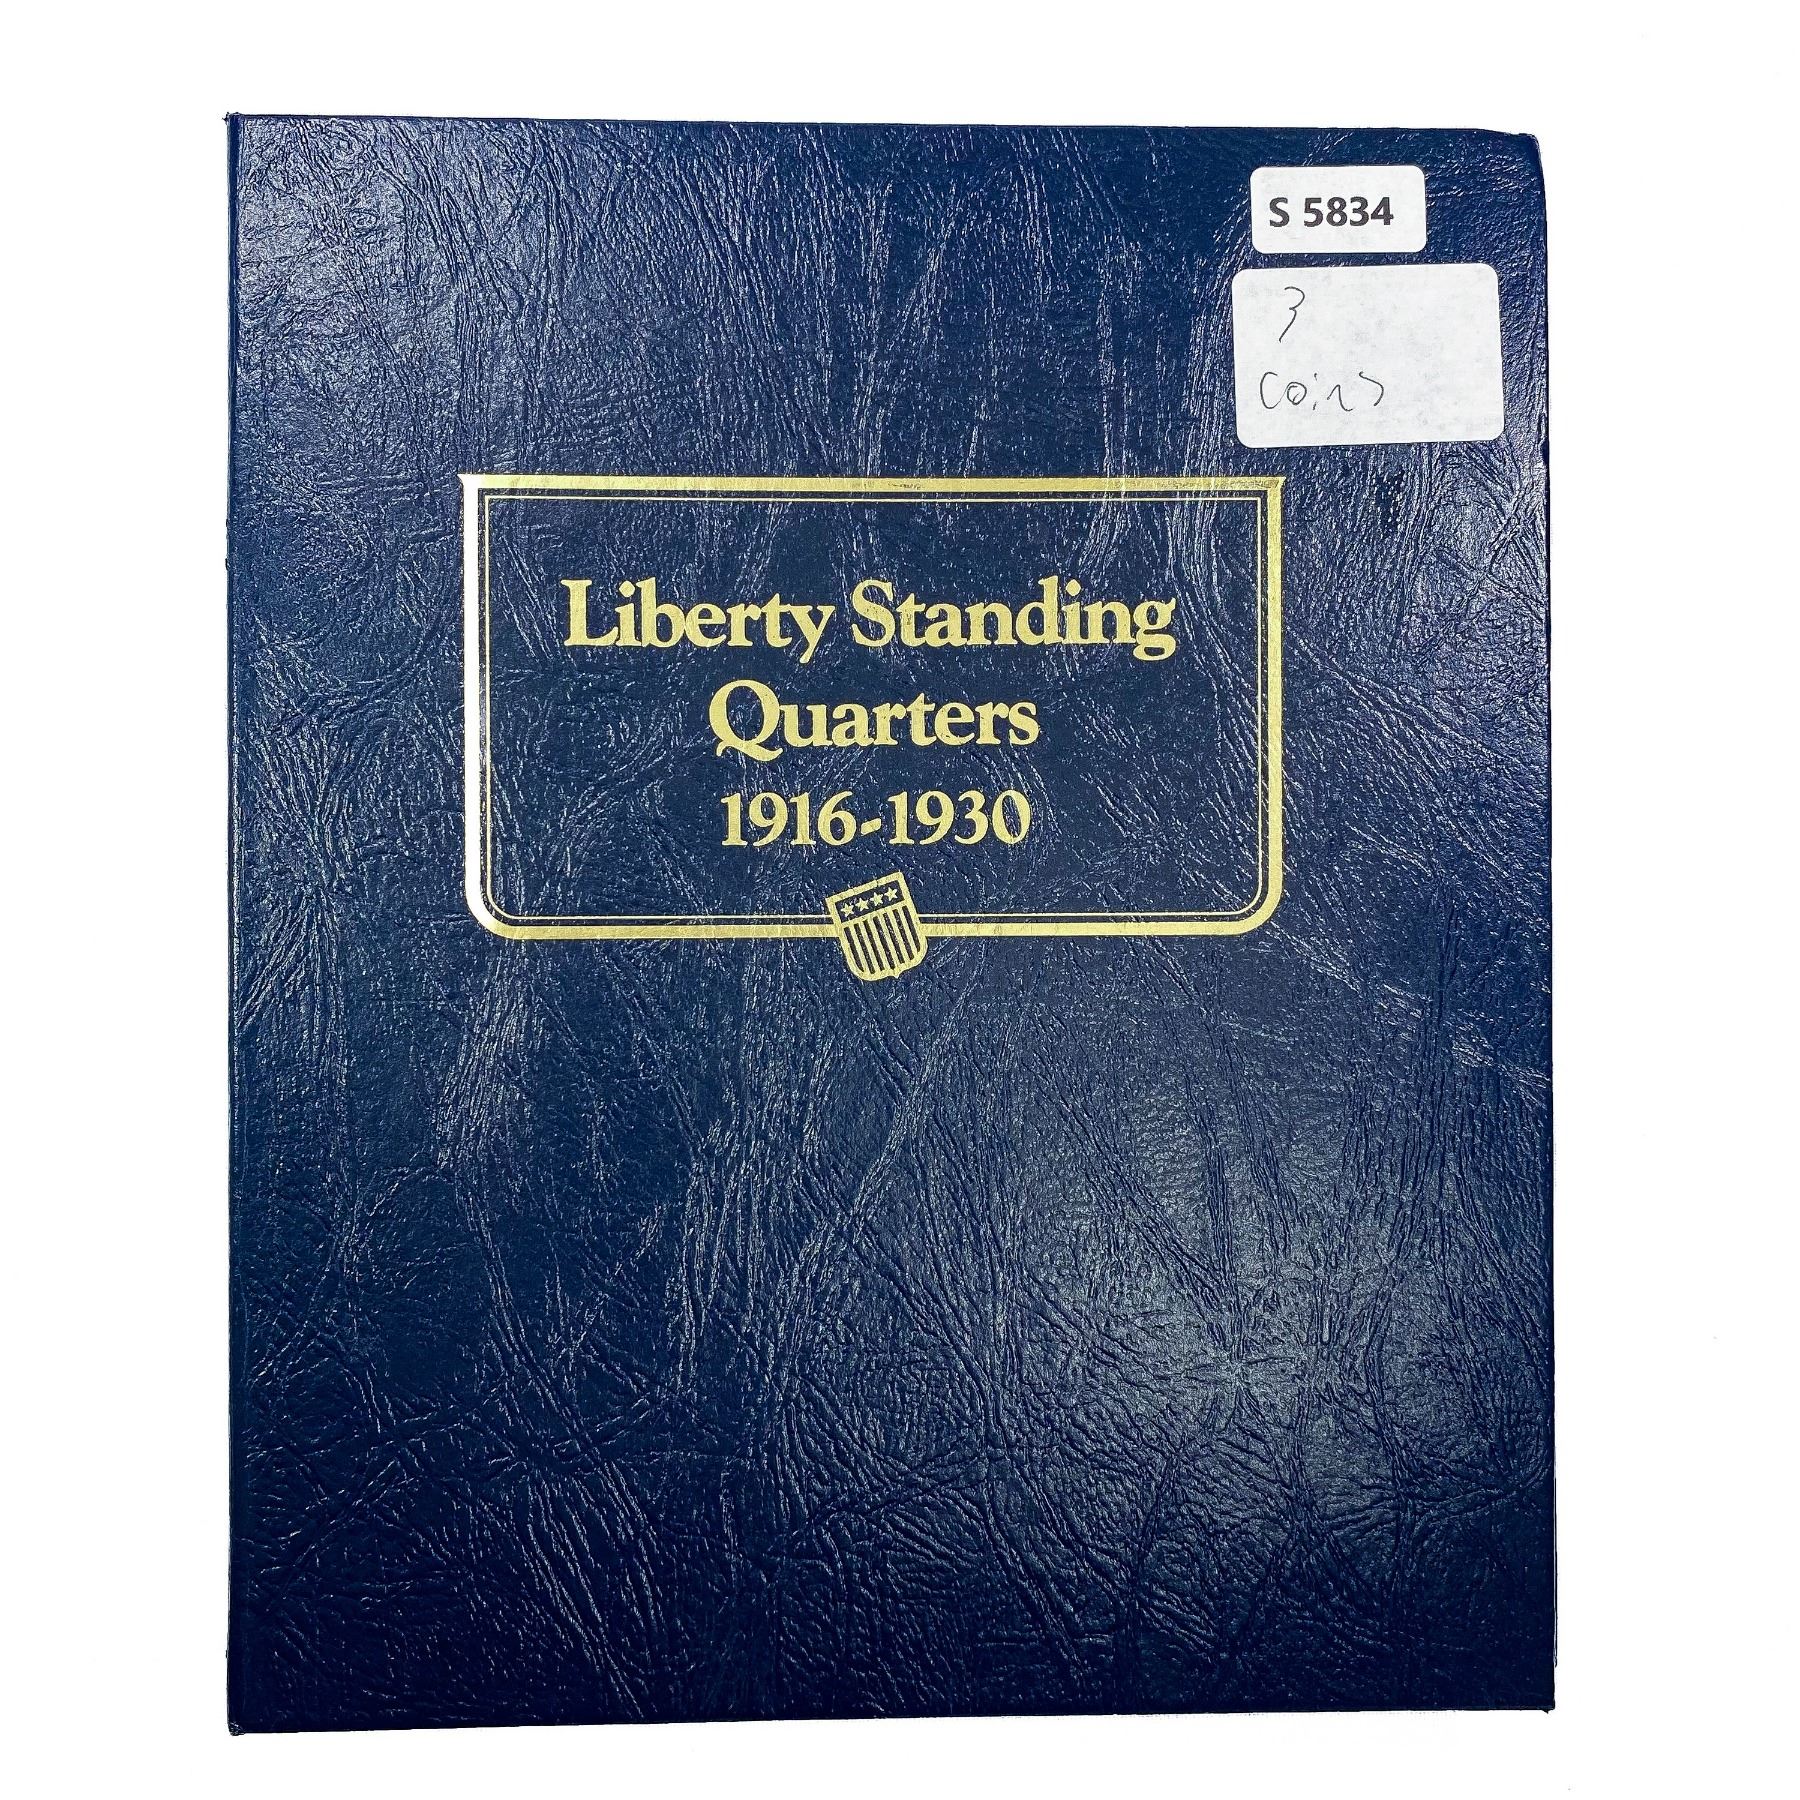 S 5834
3
coins
Liberty Standing
Quarters
1916-1930